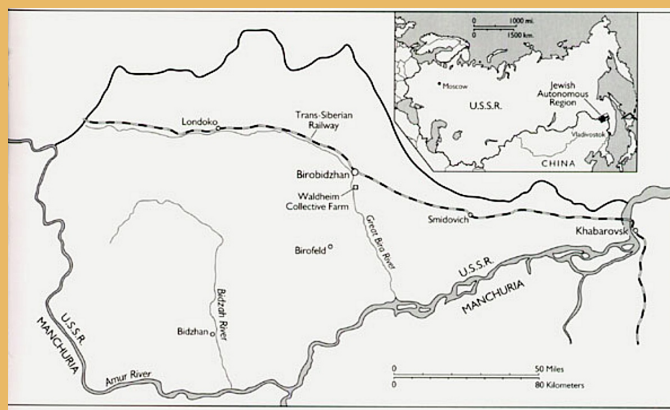 0 1000 mi.
0 1500 km.
Moscow
Jewish
Autonomous
Region
U.S.S.R.
Vladivostok
CHINA
Londoko
Trans-Siberian
Railway
Birobidzhan
Waldheim
Collective Farm
Smidovich
Khabarovsk
Great Bira River
Birofeld
U.S.S.R.
MANCHURIA
Bidzah River
Bidzhan
U.S.S.R.
MANCHURIA
Amur River
0 50 Miles
0 80 Kilometers